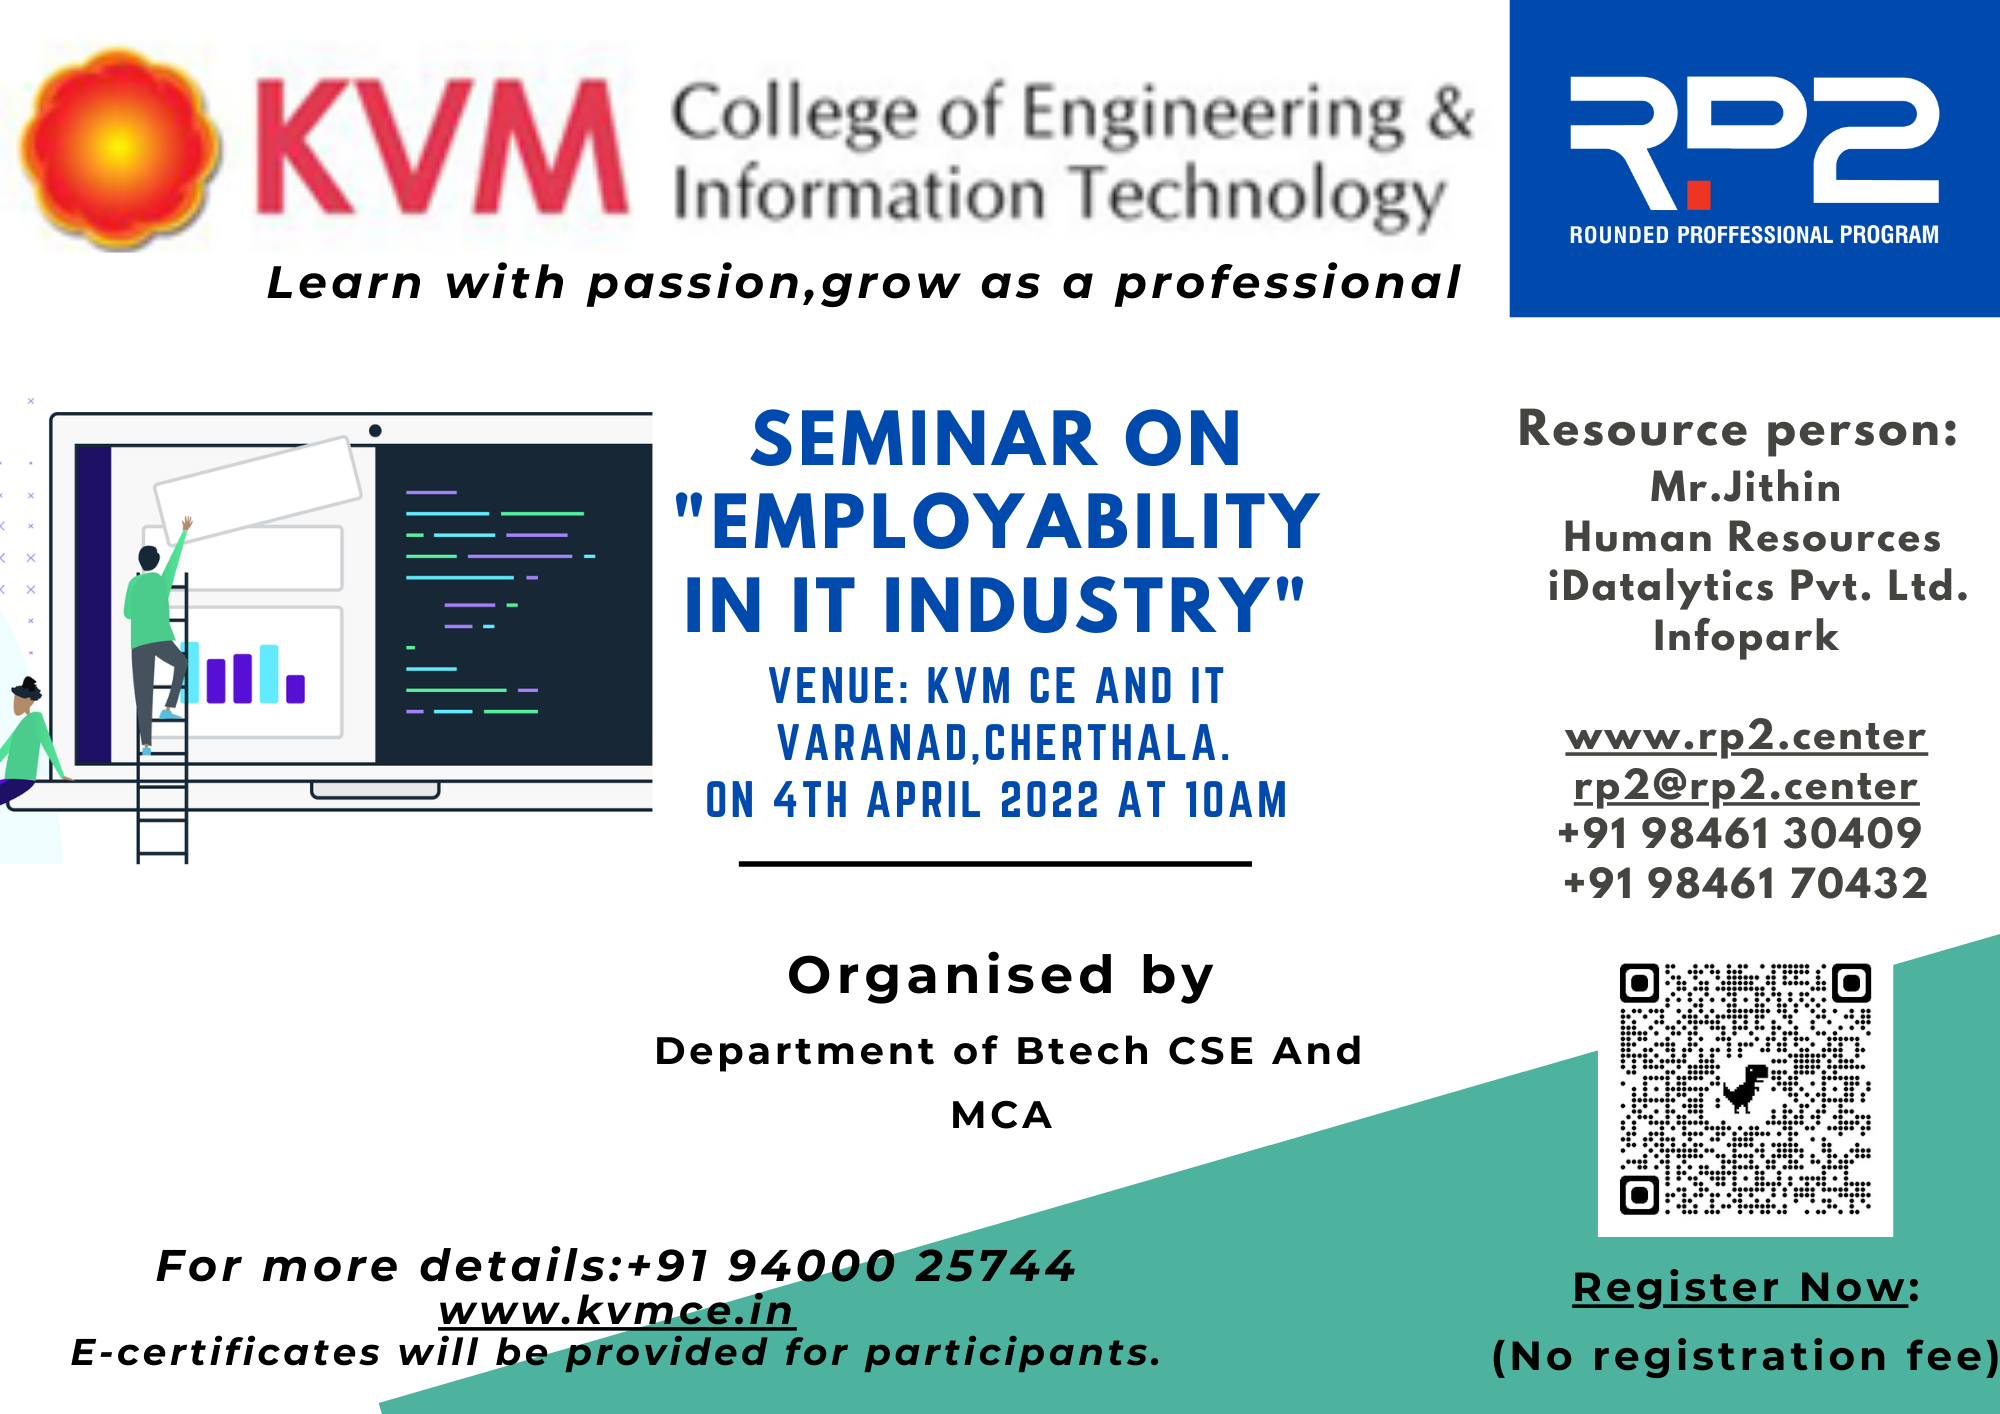 KVM College of Engineering &
Information Technology
Learn with passion,grow as a professional
RP2
ROUNDED PROFFESSIONAL PROGRAM
SEMINAR ON
"EMPLOYABILITY
IN IT INDUSTRY"
VENUE: KVM CE AND IT
VARANAD,CHERTHALA.
ON 4TH APRIL 2022 AT 10AM
Resource person:
Mr.Jithin
Human Resources
iDatalytics Pvt. Ltd.
Infopark
www.rp2.center
rp2@rp2.center
+91 98461 30409
+91 98461 70432
Organised by
Department of Btech CSE And
MCA
For more details:+91 94000 25744
www.kvmce.in
E-certificates will be provided for participants.
Register Now:
(No registration fee)